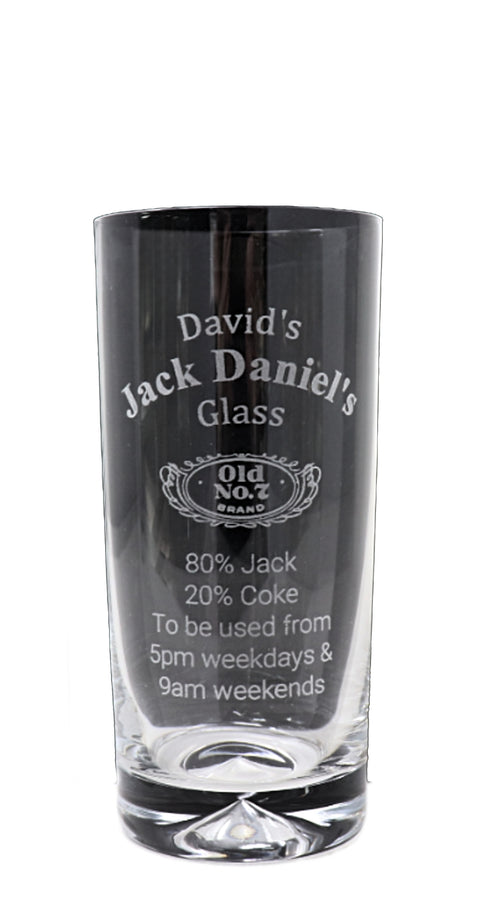 David's
Jack Daniel's
Glass
Old
No.7
BRAND
80% Jack
20% Coke
To be used from
5pm weekdays &
9am weekends